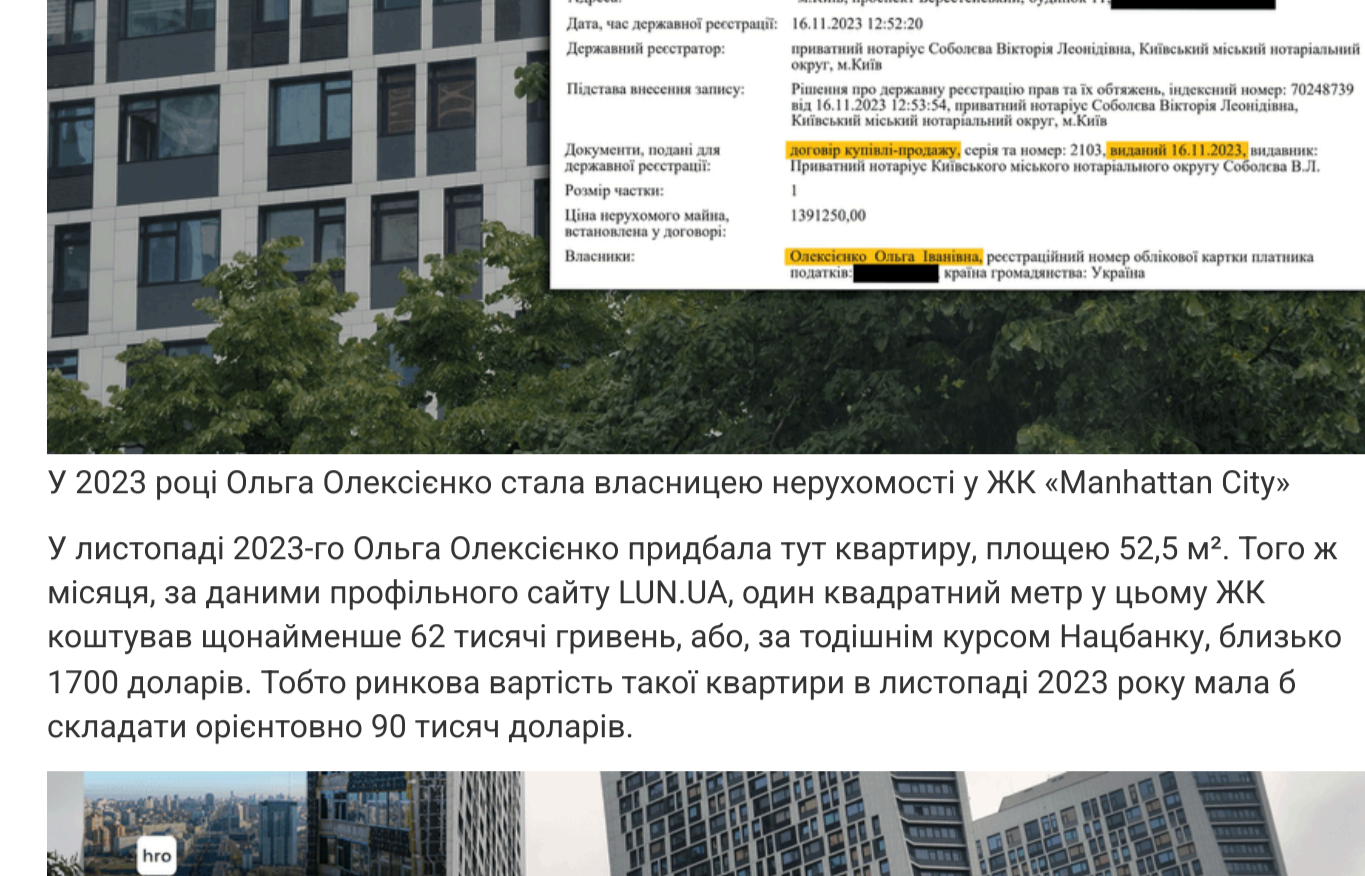 Дата, час державної реєстрації: 16.11.2023 12:52:20
Державний реєстратор: приватний нотаріус Соболєва Вікторія Леонідівна, Київський міський нотаріальний
округ, м.Київ
Підстава внесення запису: Рішення про державну реєстрацію прав та їх обтяжень, індексний номер: 70248739
від 16.11.2023 12:53:54, приватний нотаріус Соболєва Вікторія Леонідівна,
Київський міський нотаріальний округ, м.Київ
Документи, подані для державної реєстрації: договір купівлі-продажу, серія та номер: 2103, виданий 16.11.2023, видавник:
Приватний нотаріус Київського міського нотаріального округу Соболєва В.Л.
Розмір частки: 1
Ціна нерухомого майна, встановлена у договорі: 1391250,00
Власники: Олексієнко Ольга Іванівна, реєстраційний номер облікової картки платника
податків: країна громадянства: Україна
У 2023 році Ольга Олексієнко стала власницею нерухомості у ЖК «Manhattan City»
У листопаді 2023-го Ольга Олексієнко придбала тут квартиру, площею 52,5 м². Того ж
місяця, за даними профільного сайту LUN.UA, один квадратний метр у цьому ЖК
коштував щонайменше 62 тисячі гривень, або, за тодішнім курсом Нацбанку, близько
1700 доларів. Тобто ринкова вартість такої квартири в листопаді 2023 року мала б
складати орієнтовно 90 тисяч доларів.
hro